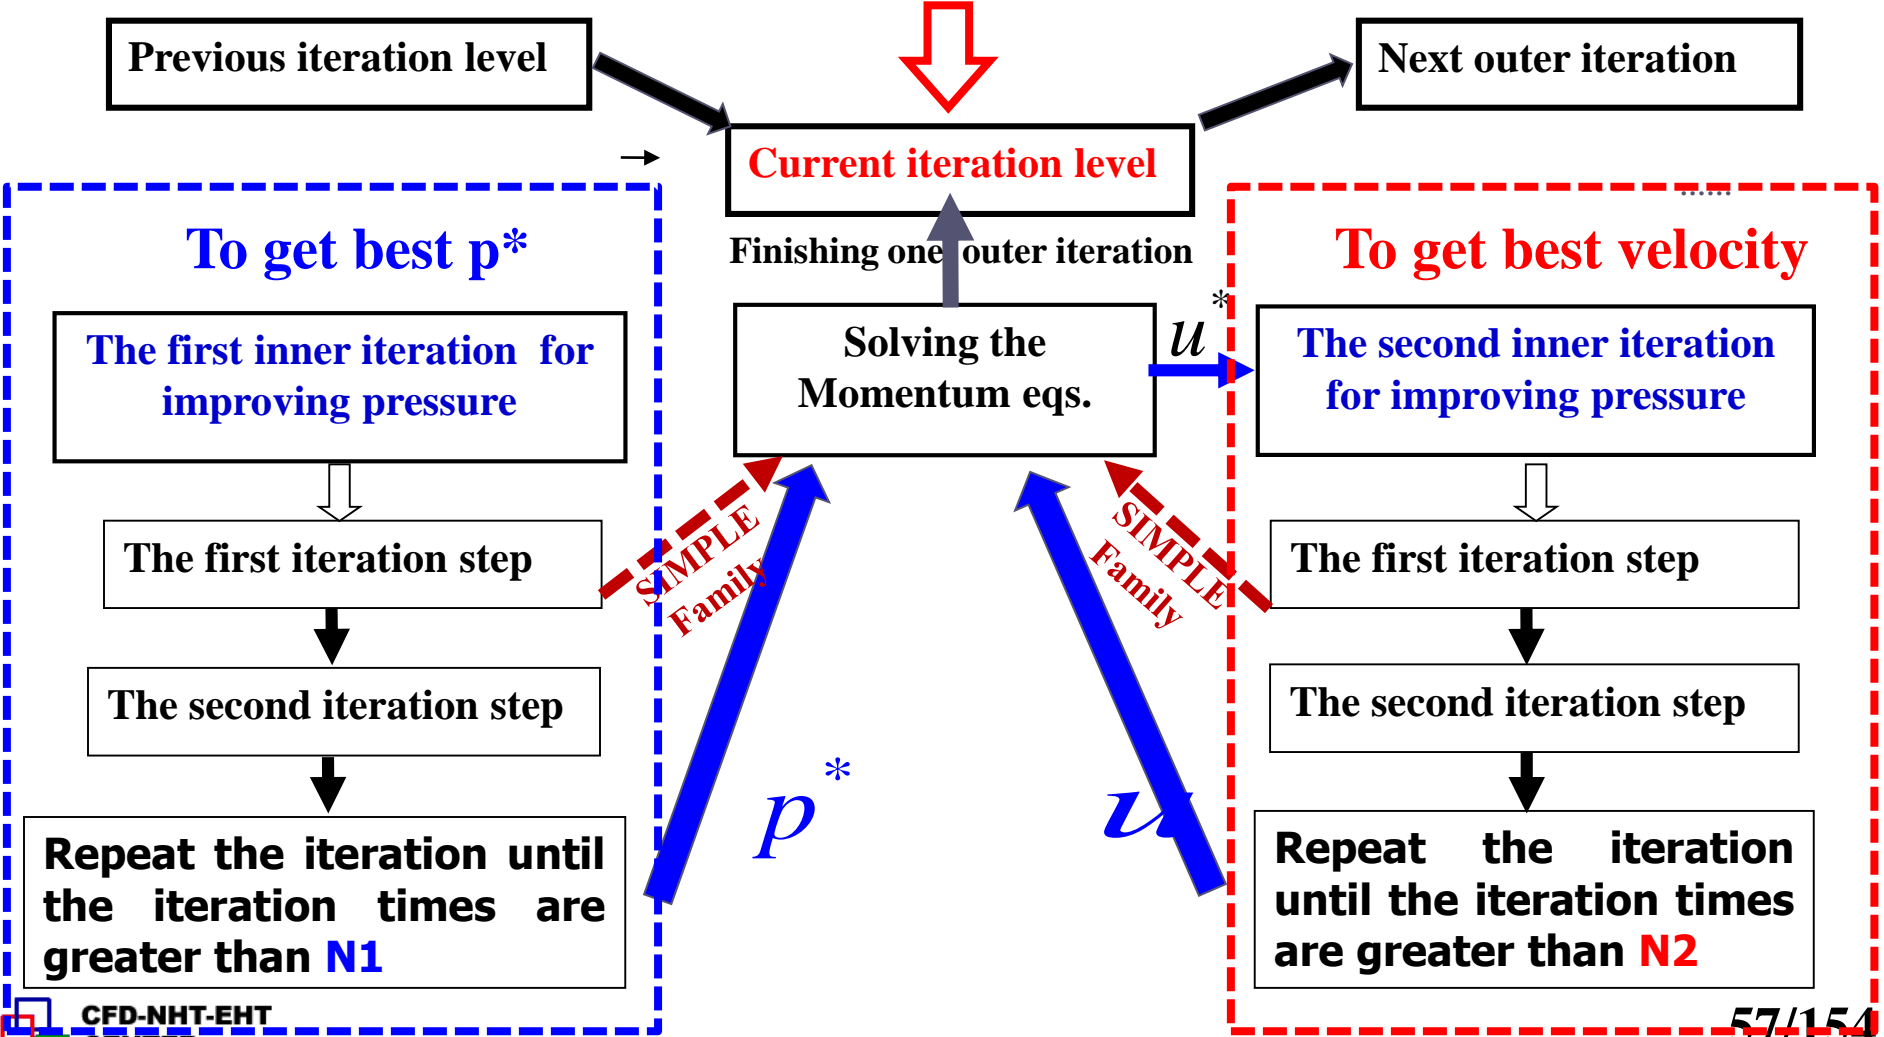 Previous iteration level
Next outer iteration
Current iteration level
......
To get best p*
Finishing one outer iteration
To get best velocity
The first inner iteration for
improving pressure
Solving the
Momentum eqs.
u*
The second inner iteration
for improving pressure
The first iteration step
SIMPLE
Family
SIMPLE
Family
The first iteration step
The second iteration step
The second iteration step
p*
u
Repeat the iteration until
the iteration times are
greater than N1
Repeat the iteration
until the iteration times
are greater than N2
CFD-NHT-EHT
CENTER
57/154